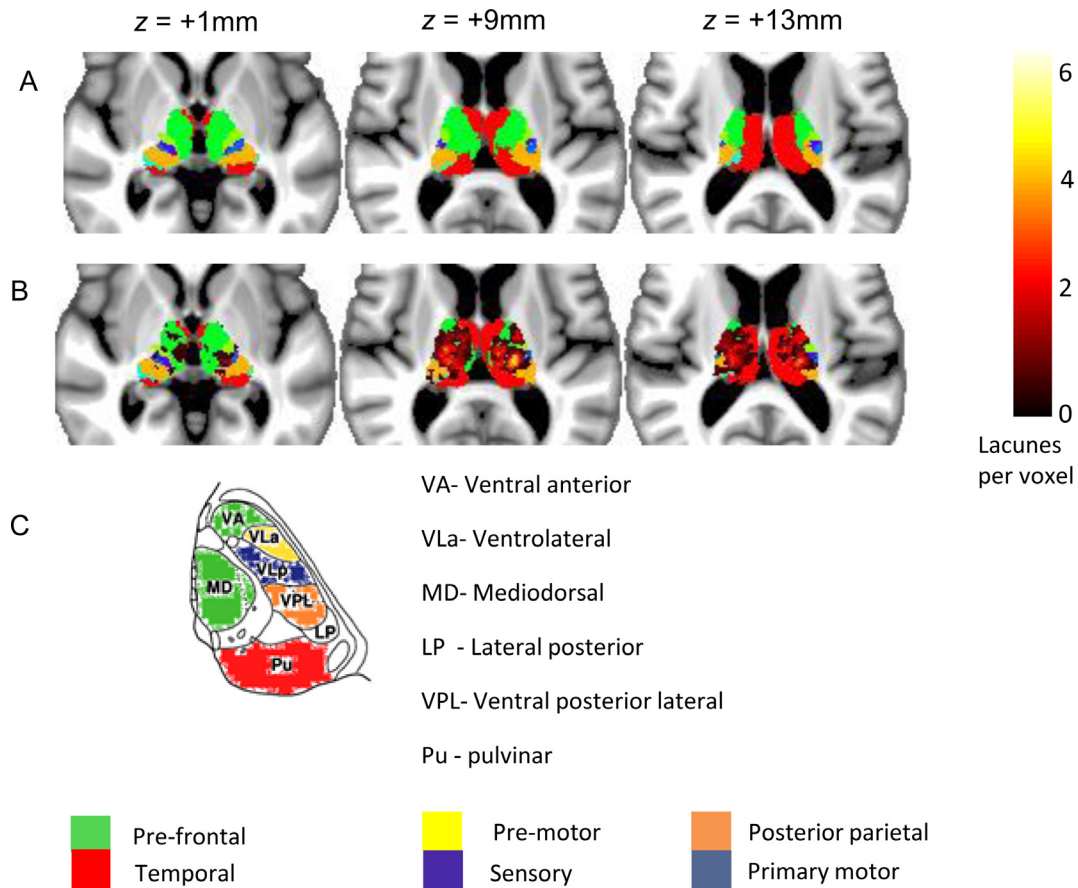 z = +1mm
z = +9mm
z = +13mm
A
6
4
2
0
B
Lacunes
per voxel
C
VA
VLa
VLp
MD
VPL
LP
Pu
VA- Ventral anterior
VLa- Ventrolateral
MD- Mediodorsal
LP - Lateral posterior
VPL- Ventral posterior lateral
Pu - pulvinar
Pre-frontal
Pre-motor
Posterior parietal
Temporal
Sensory
Primary motor